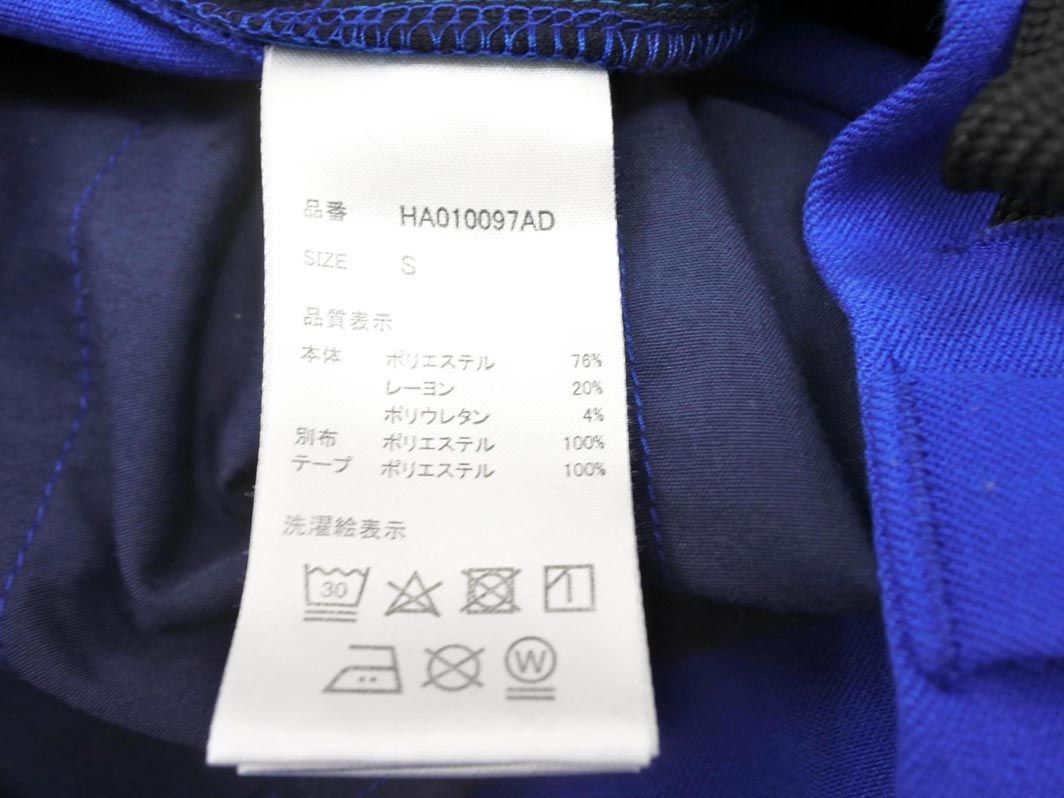 品番 HA010097AD
SIZE S
品質表示
本体 ポリエステル 76%
レーヨン 20%
ポリウレタン 4%
別布 ポリエステル 100%
テープ ポリエステル 100%
洗濯絵表示
30
W